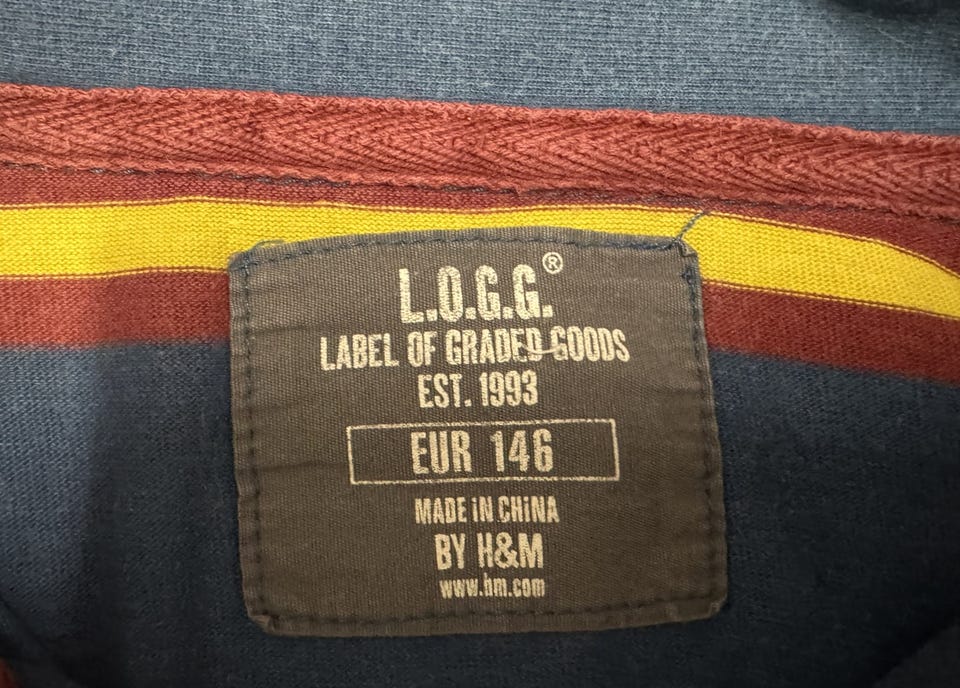 L.O.G.G.®
LABEL OF GRADED GOODS
EST. 1993
EUR 146
MADE IN CHINA
BY H&M
www.hm.com